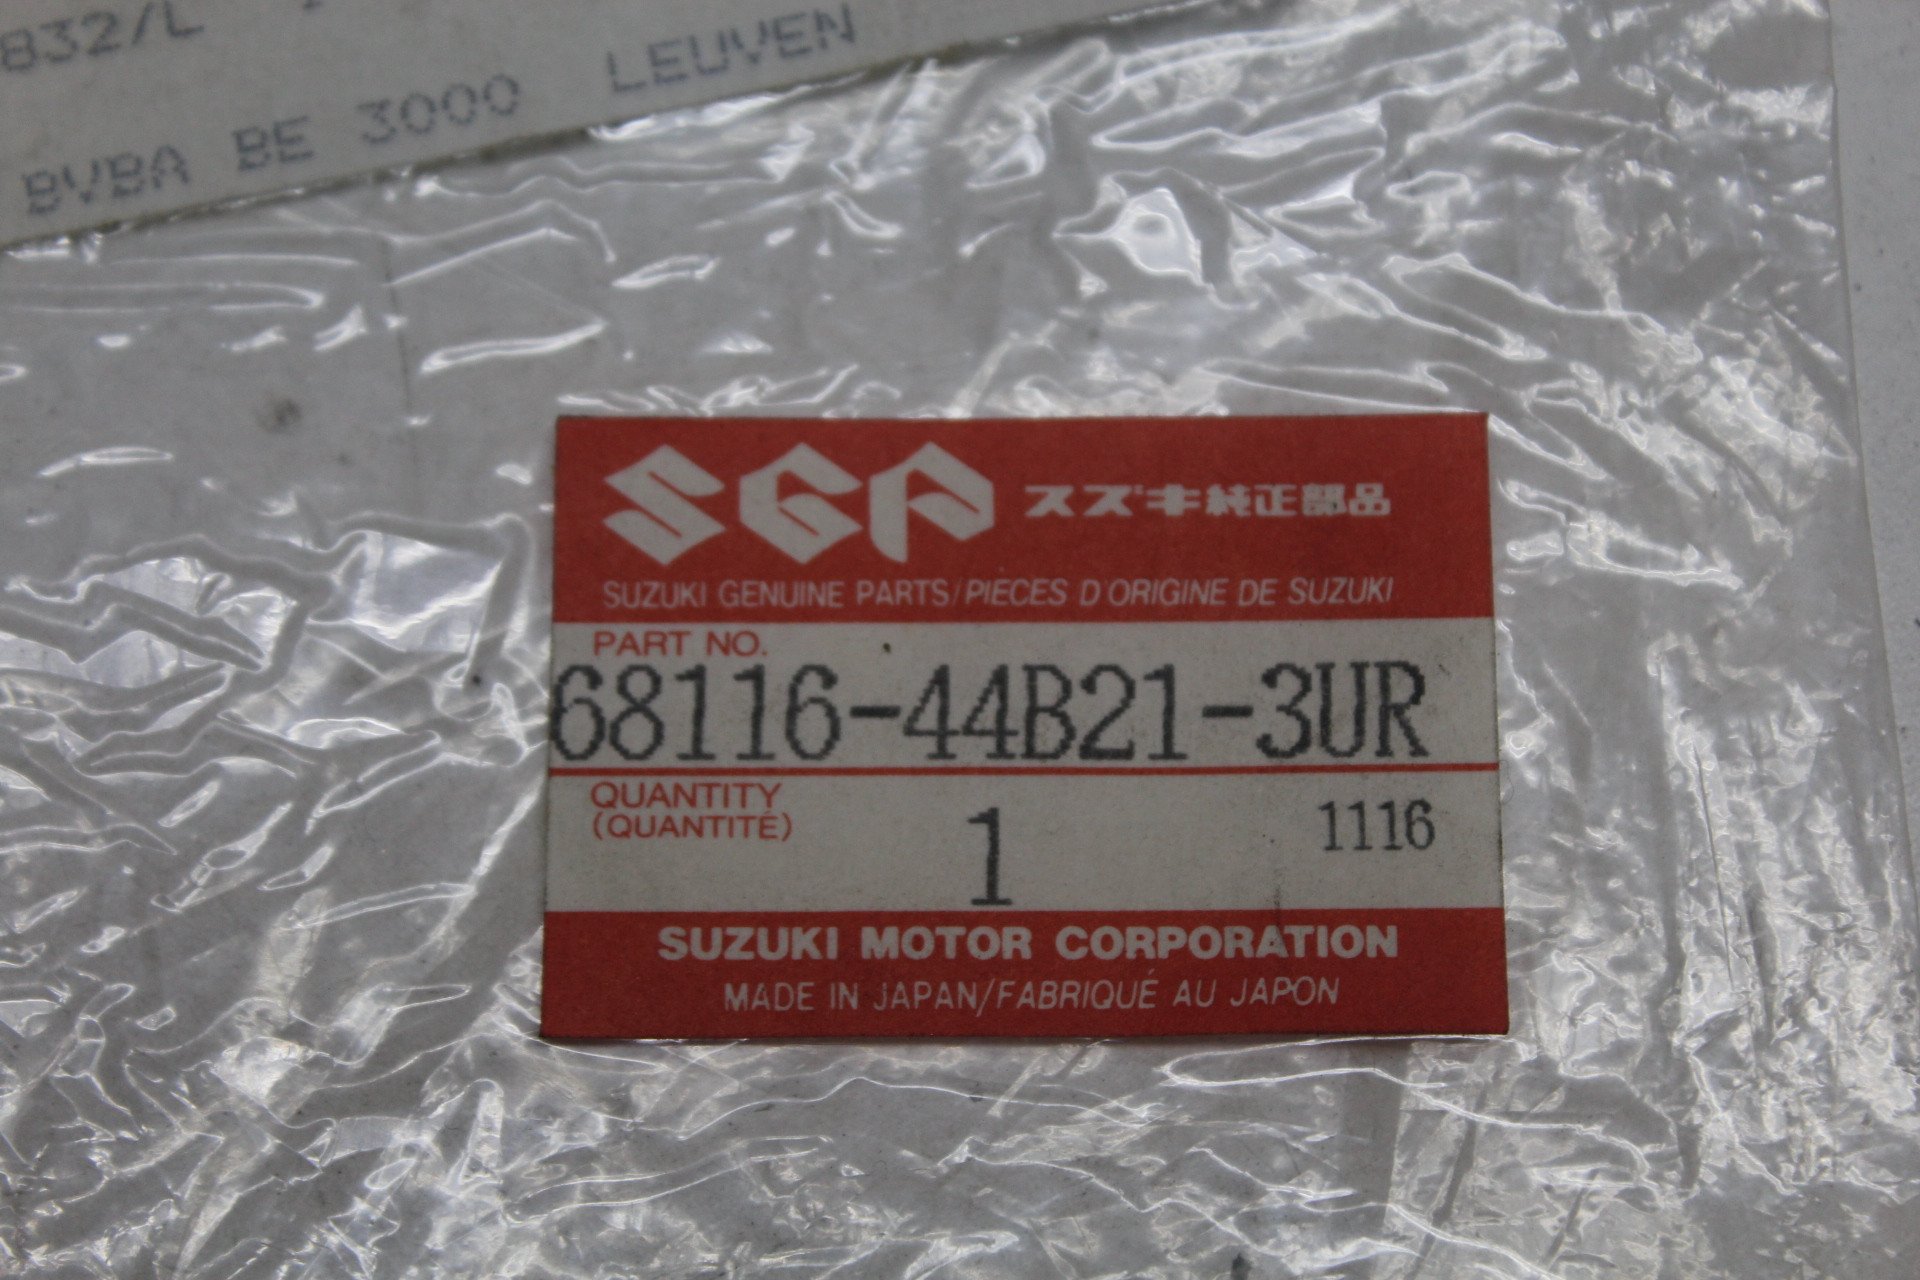 832/L
BVBA BE 3000 LEUVEN
SGP スズキ純正部品
SUZUKI GENUINE PARTS/PIECES D'ORIGINE DE SUZUKI
PART NO.
68116-44B21-3UR
QUANTITY
(QUANTITÉ)
1
1116
SUZUKI MOTOR CORPORATION
MADE IN JAPAN/FABRIQUÉ AU JAPON